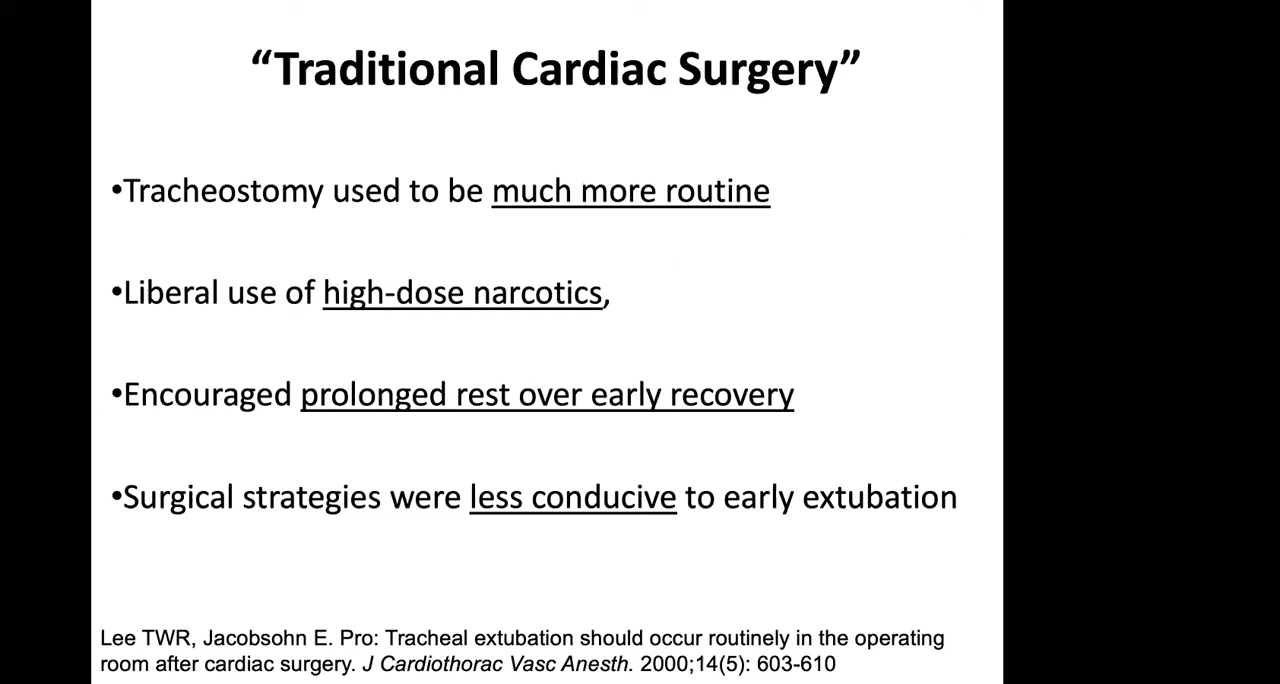 “Traditional Cardiac Surgery”
•Tracheostomy used to be much more routine
•Liberal use of high-dose narcotics,
•Encouraged prolonged rest over early recovery
•Surgical strategies were less conducive to early extubation
Lee TWR, Jacobsohn E. Pro: Tracheal extubation should occur routinely in the operating
room after cardiac surgery. J Cardiothorac Vasc Anesth. 2000;14(5): 603-610